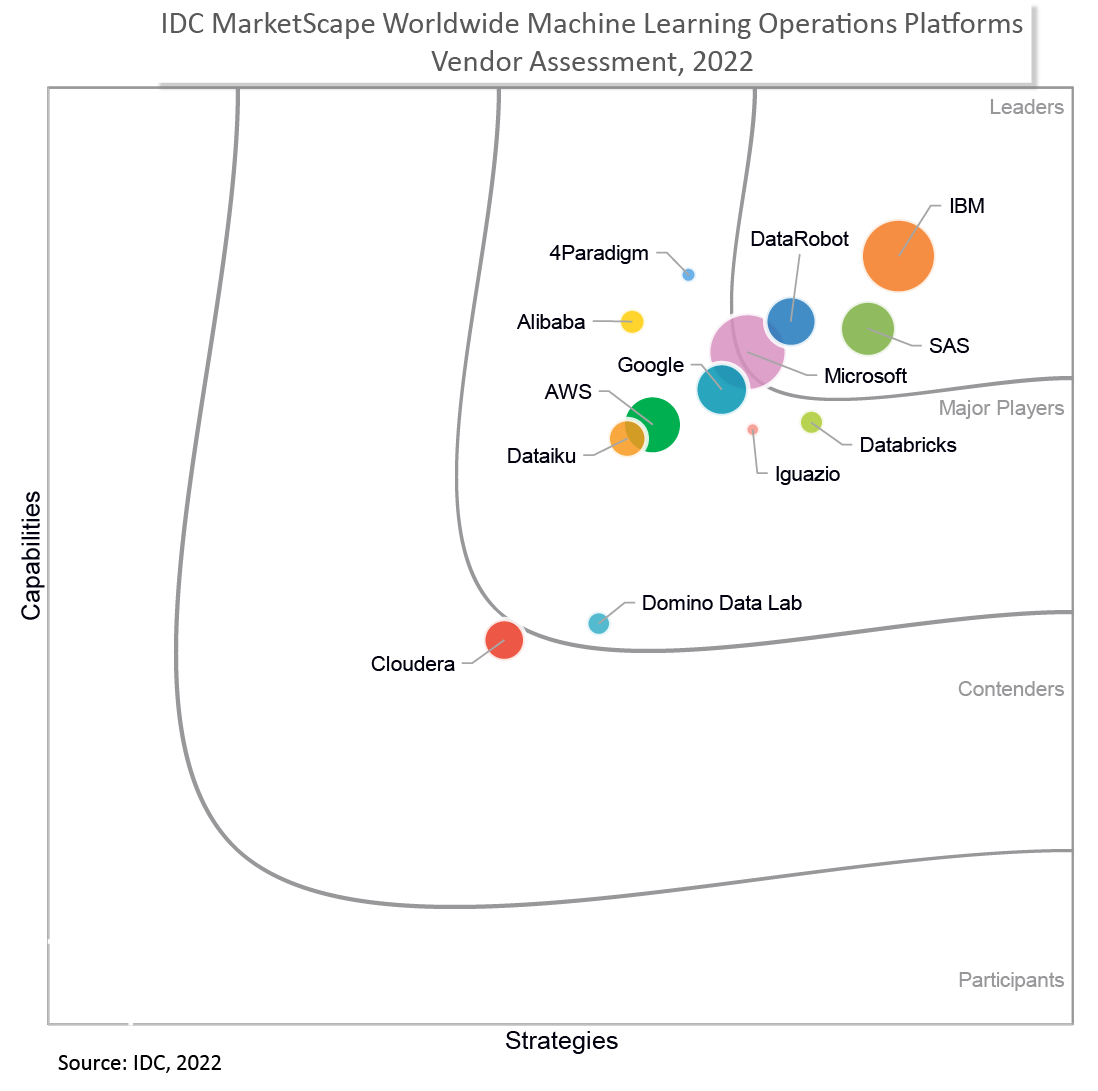 IDC MarketScape Worldwide Machine Learning Operations Platforms
Vendor Assessment, 2022
Leaders
IBM
DataRobot
4Paradigm
Alibaba
SAS
Google
Microsoft
AWS
Major Players
Databricks
Dataiku
Iguazio
Capabilities
Domino Data Lab
Cloudera
Contenders
Participants
Strategies
Source: IDC, 2022